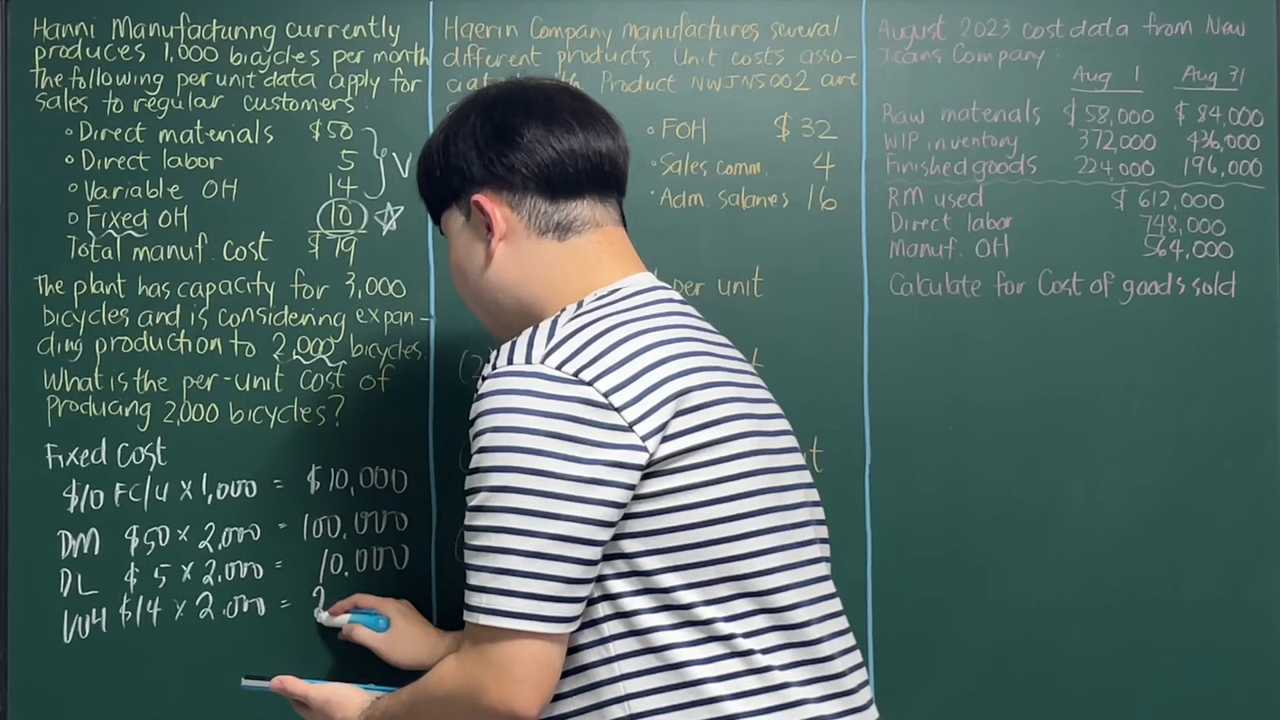 Hanni Manufacturing currently
produces 1,000 bicycles per month
The following per unit data apply for
sales to regular customers:
• Direct materials $50
• Direct labor 5
• Variable OH 14
• Fixed OH 10
Total manuf. cost $79
V
The plant has capacity for 3,000
bicycles and is considering expan-
ding production to 2,000 bicycles.
What is the per-unit cost of
producing 2,000 bicycles?
Fixed Cost
$10 FC/u × 1,000 = $10,000
DM $50 × 2,000 = 100,000
DL $5 × 2,000 = 10,000
VOH $14 × 2,000 = 2
Haerin Company manufactures several
different products. Unit costs asso-
Product NWJNS002 are
• FOH $32
• Sales comm. 4
• Adm. salaries 16
per unit
August 2023 cost data from New
Jeans Company:
Aug 1 Aug 31
Raw materials $58,000 $84,000
WIP inventory 372,000 436,000
Finished goods 224,000 196,000
RM used $612,000
Direct labor 748,000
Manuf. OH 564,000
Calculate for Cost of goods sold